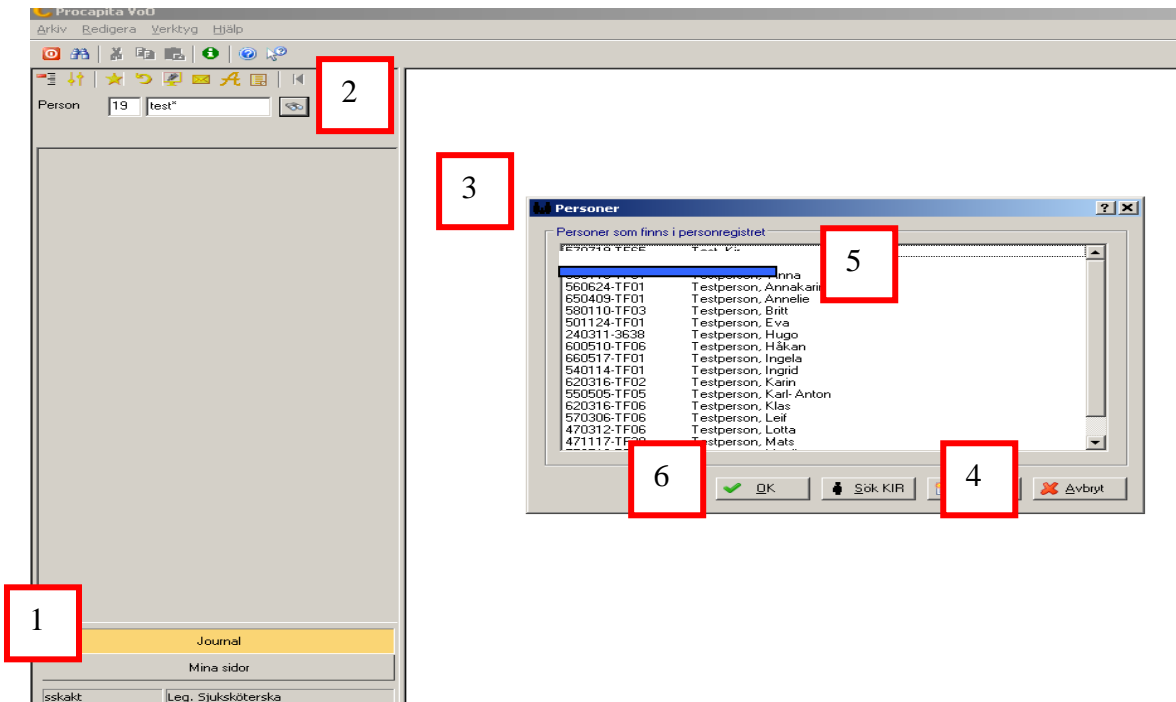 Procapita VoO
Arkiv Redigera Verktyg Hjälp
2
Person 19 test*
3
Personer
Personer som finns i personregistret
5
Anna
560624-TF01 Testperson, Annakarin
650409-TF01 Testperson, Annelie
580110-TF03 Testperson, Britt
501124-TF01 Testperson, Eva
240311-3638 Testperson, Hugo
600510-TF06 Testperson, Håkan
660517-TF01 Testperson, Ingela
540114-TF01 Testperson, Ingrid
620316-TF02 Testperson, Karin
550505-TF05 Testperson, Karl-Anton
620316-TF06 Testperson, Klas
570306-TF06 Testperson, Leif
470312-TF06 Testperson, Lotta
Testperson, Mats
6
4
OK Sök KIR Avbryt
1
Journal
Mina sidor
sskakt Leg. Sjuksköterska